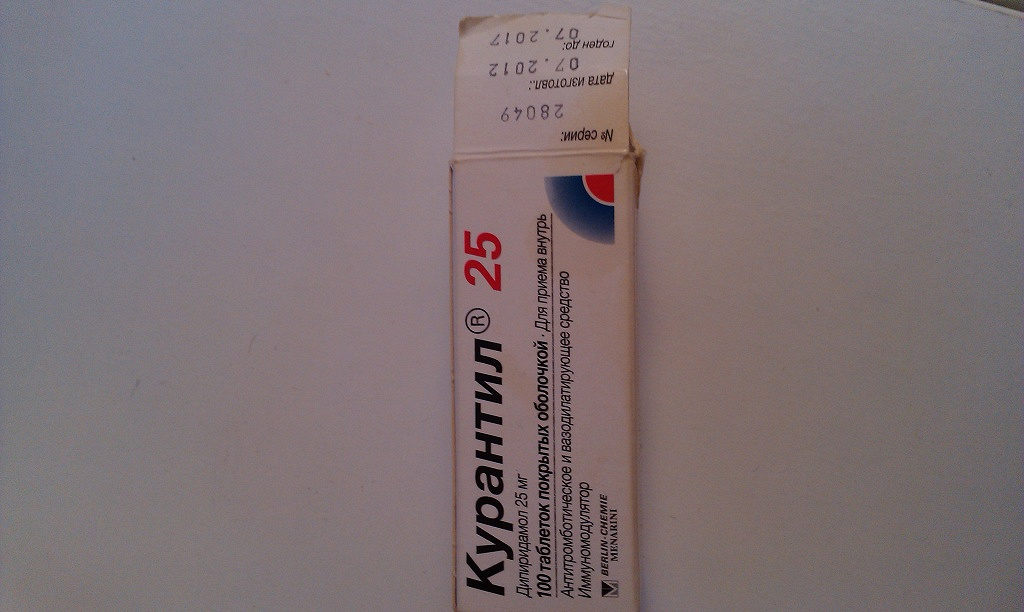 Курантил® 25
Дипиридамол 25 мг
100 таблеток покрытых оболочкой · Для приема внутрь
Антитромботическое и вазодилатирующее средство
Иммуномодулятор
BERLIN-CHEMIE
MENARINI
№ серии:
28049
дата изготовл.:
07.2012
годен до:
07.2017